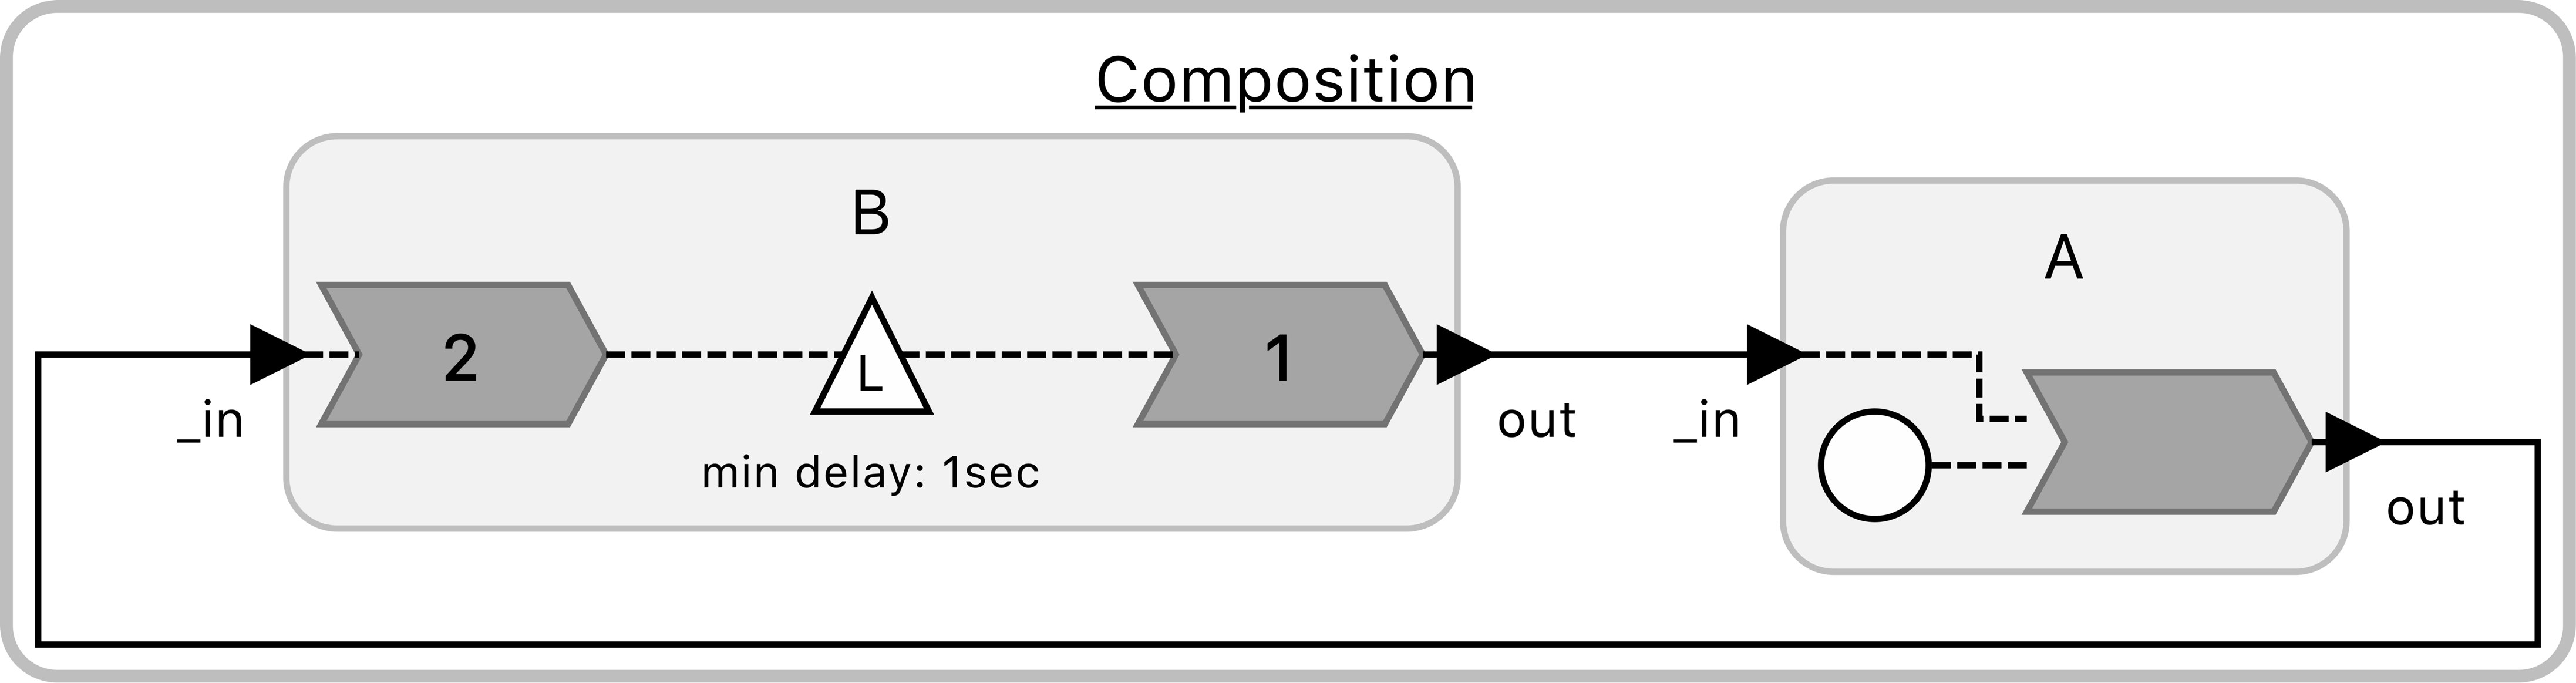 Composition
B
A
2
L
1
_in
out
_in
min delay: 1sec
out